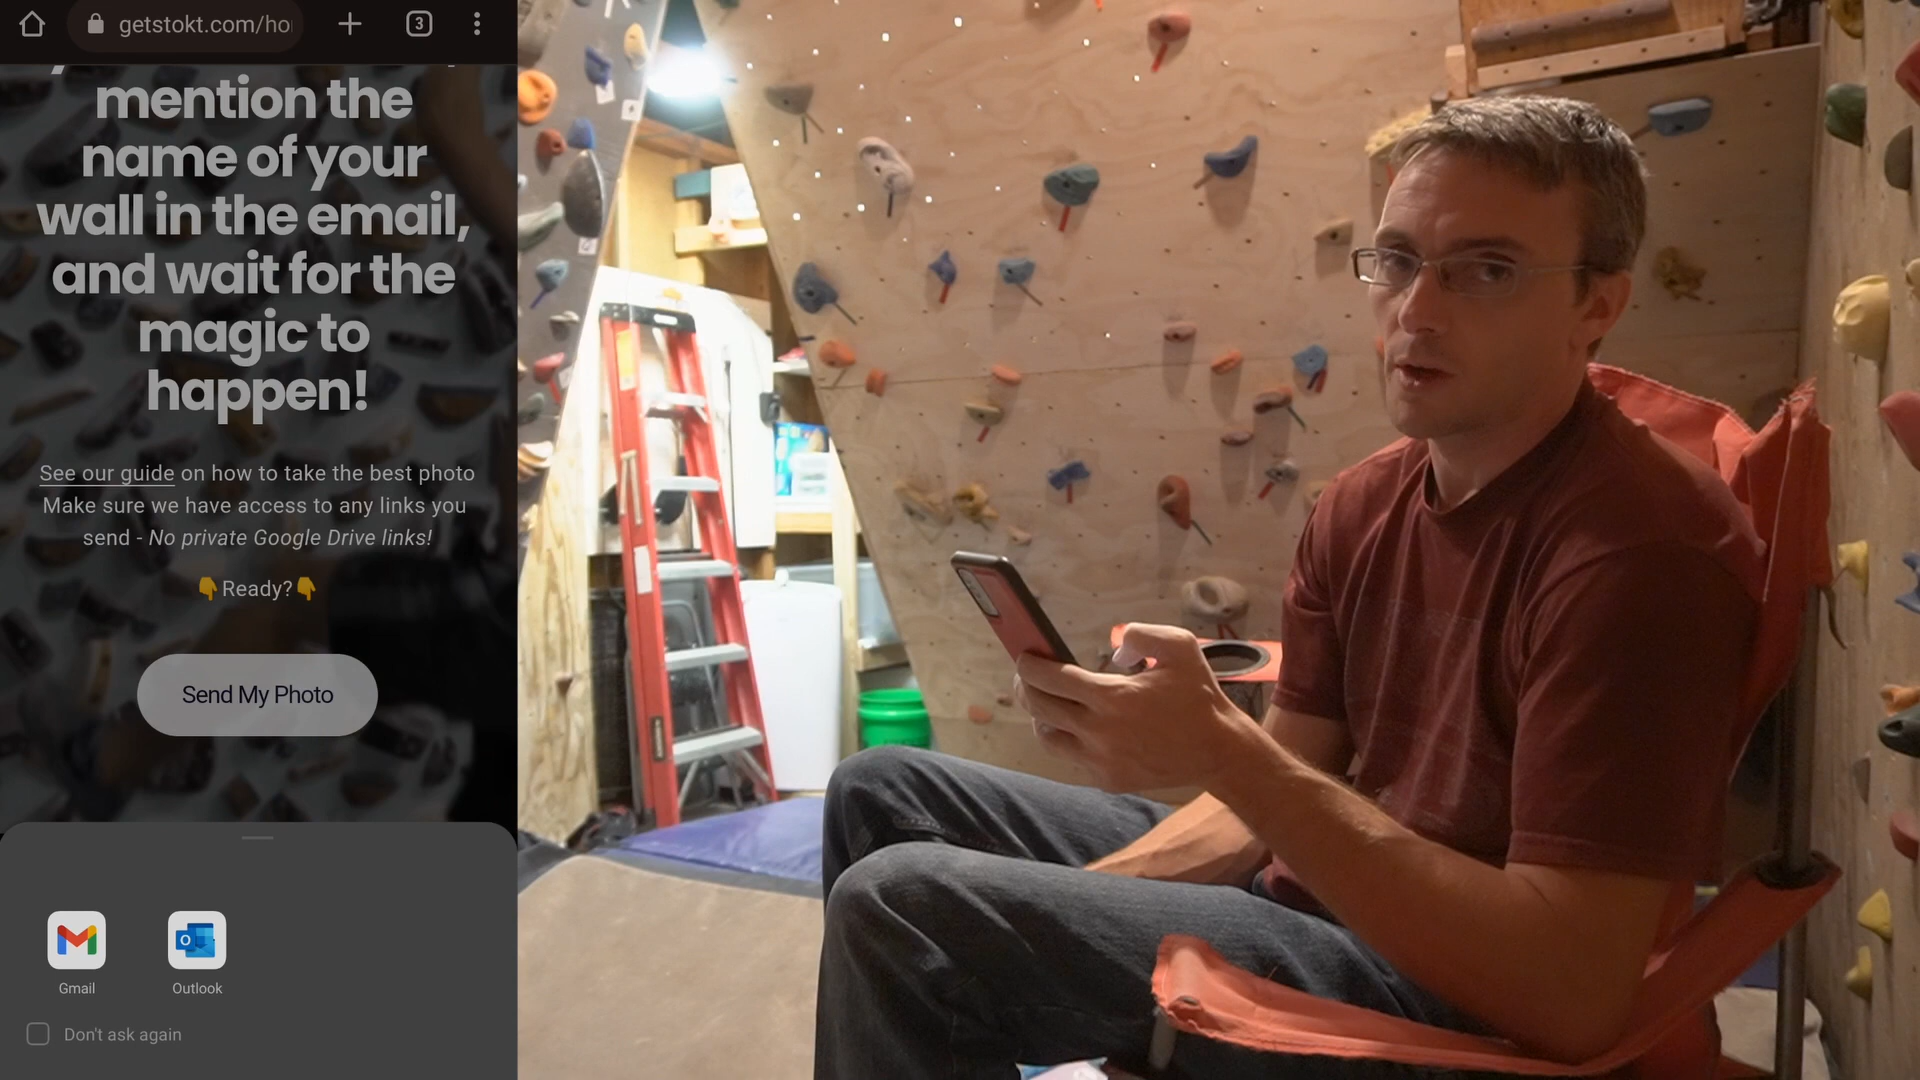 getstokt.com/ho
3
mention the
name of your
wall in the email,
and wait for the
magic to
happen!
See our guide on how to take the best photo
Make sure we have access to any links you
send - No private Google Drive links!
👇Ready?👇
Send My Photo
Gmail
Outlook
Don't ask again